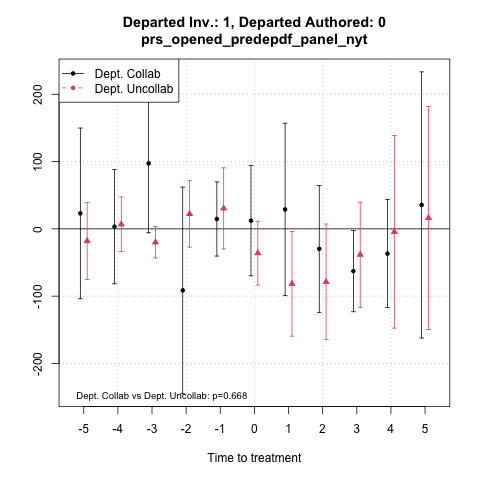 Departed Inv.: 1, Departed Authored: 0
prs_opened_predepdf_panel_nyt
Dept. Collab
Dept. Uncollab
200
100
0
-100
-200
Dept. Collab vs Dept. Uncollab: p=0.668
-5 -4 -3 -2 -1 0 1 2 3 4 5
Time to treatment